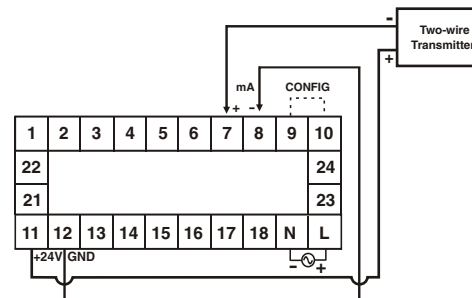 -
Two-wire
Transmitter
+
mA
CONFIG
+ -
1 2 3 4 5 6 7 8 9 10
22 24
21 23
11 12 13 14 15 16 17 18 N L
+24V GND
- +